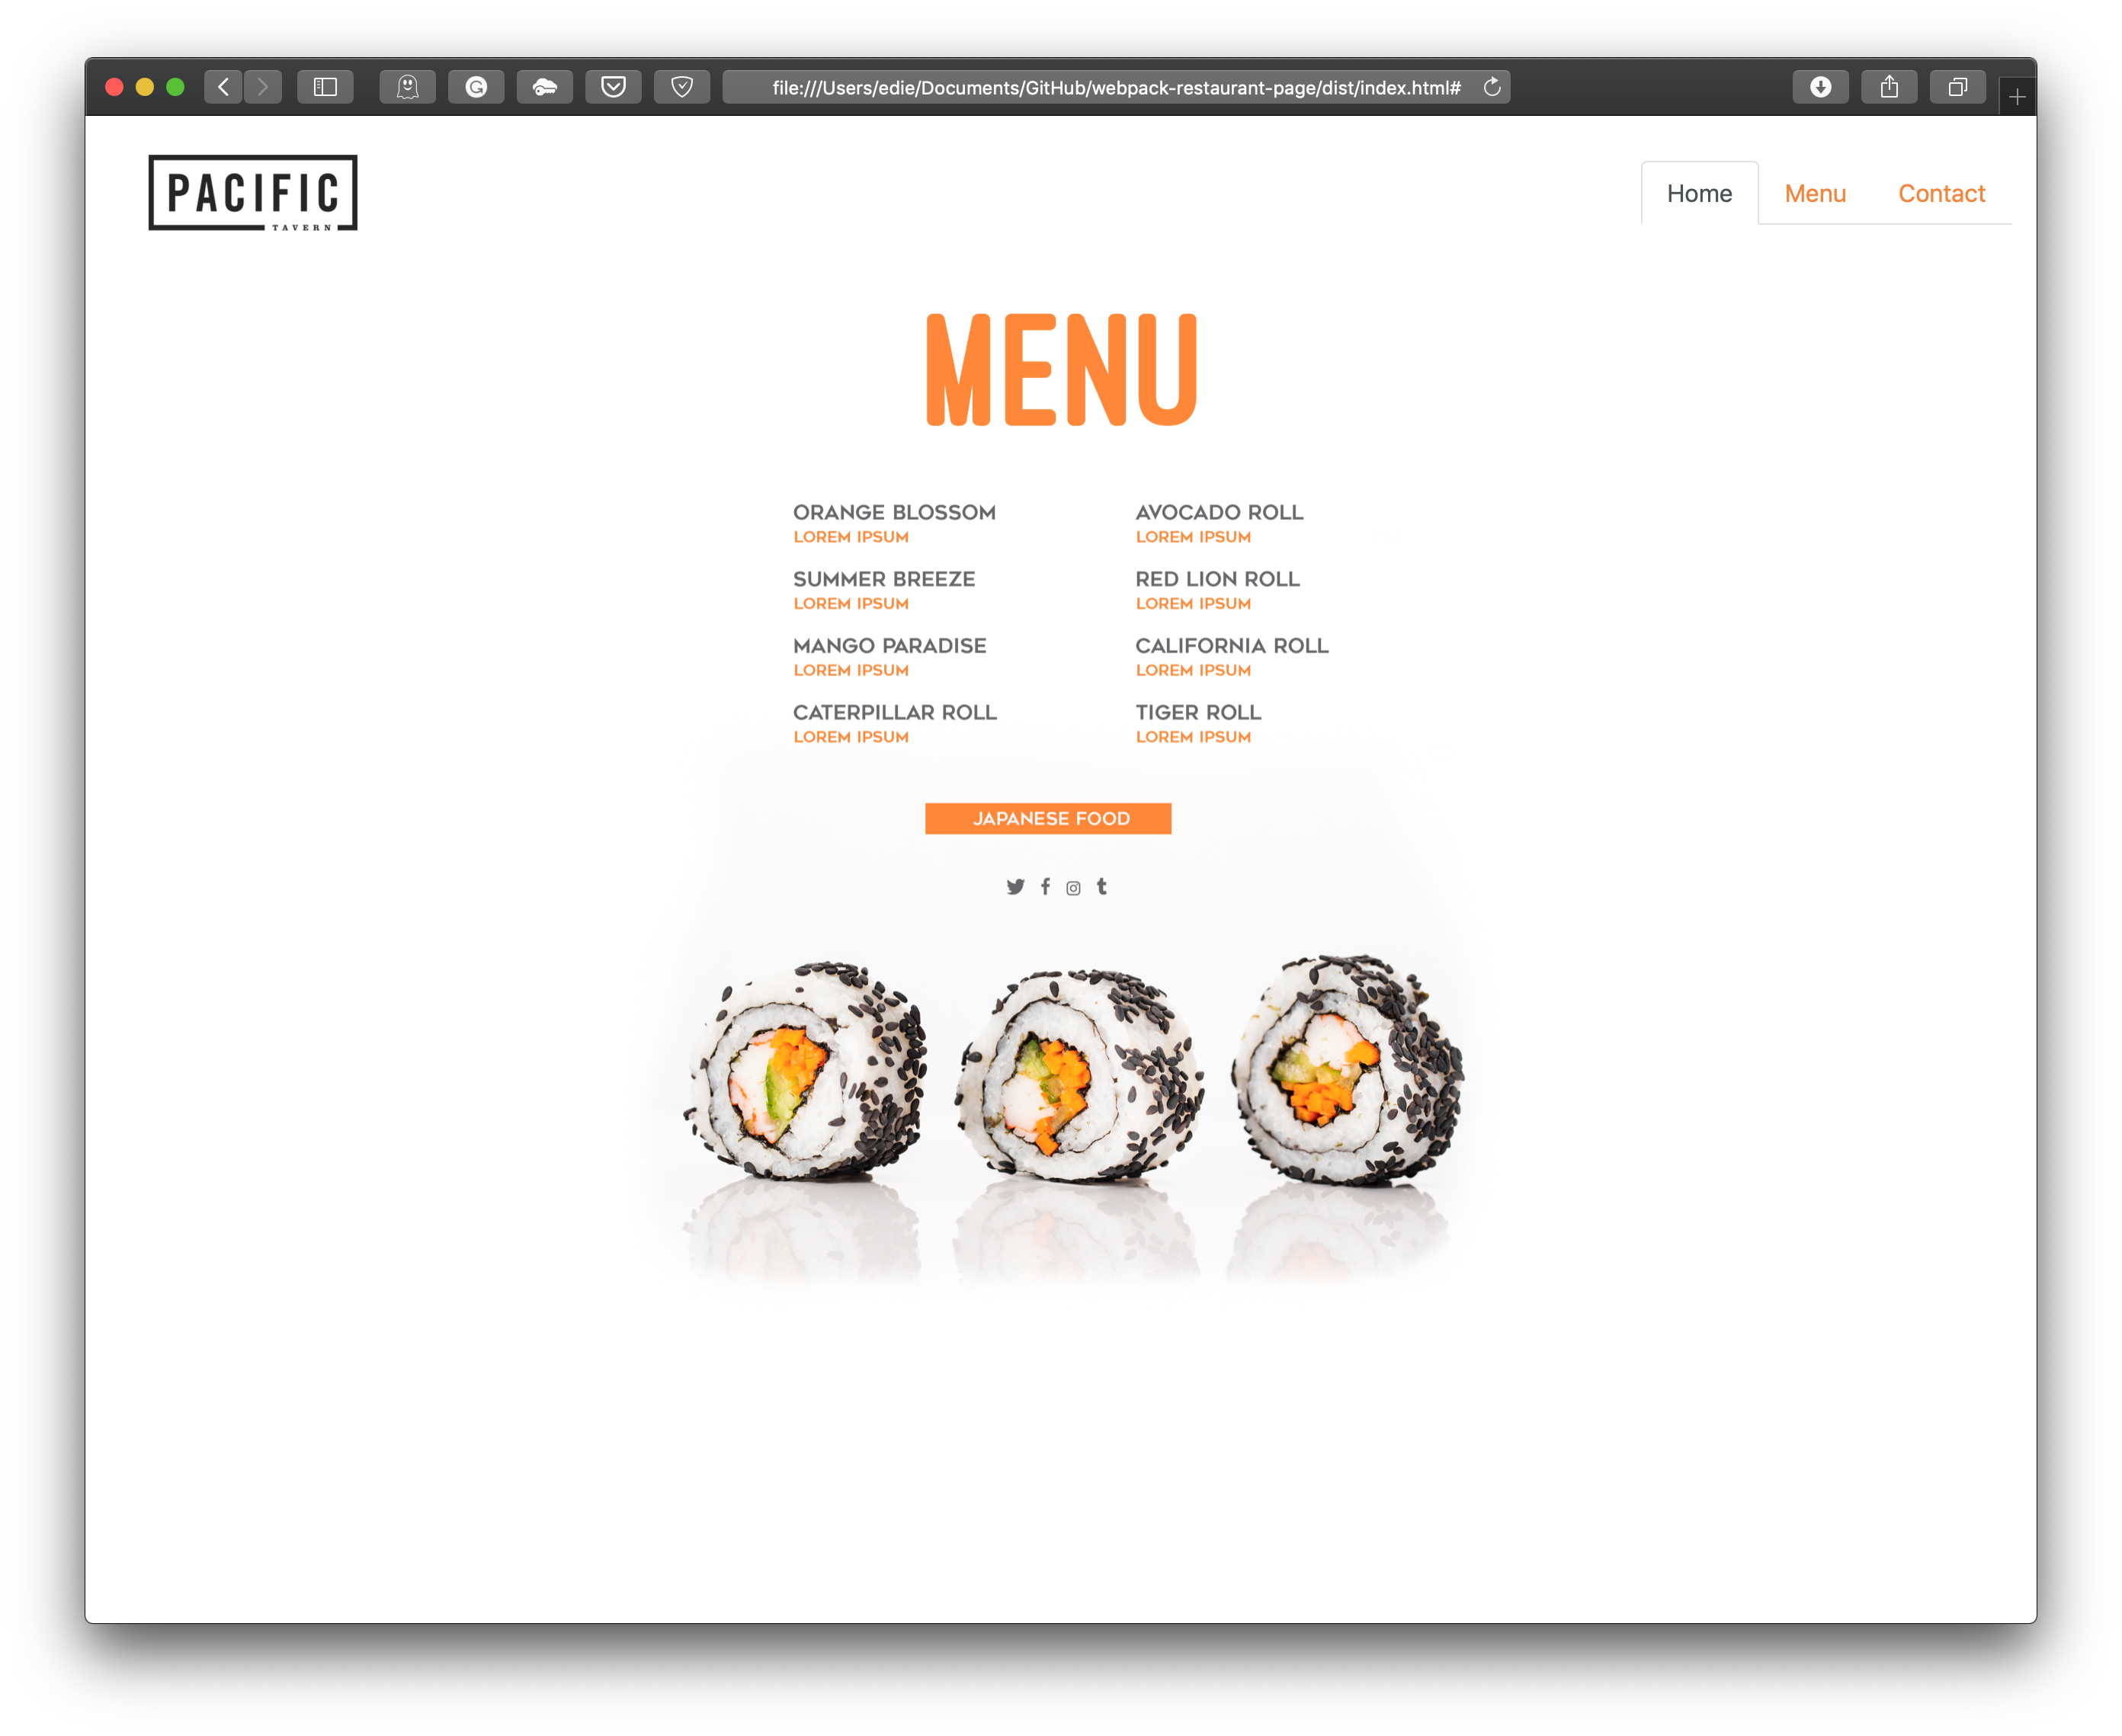 file:///Users/edie/Documents/GitHub/webpack-restaurant-page/dist/index.html#
PACIFIC
TAVERN
Home
Menu
Contact
MENU
ORANGE BLOSSOM
LOREM IPSUM
SUMMER BREEZE
LOREM IPSUM
MANGO PARADISE
LOREM IPSUM
CATERPILLAR ROLL
LOREM IPSUM
AVOCADO ROLL
LOREM IPSUM
RED LION ROLL
LOREM IPSUM
CALIFORNIA ROLL
LOREM IPSUM
TIGER ROLL
LOREM IPSUM
JAPANESE FOOD